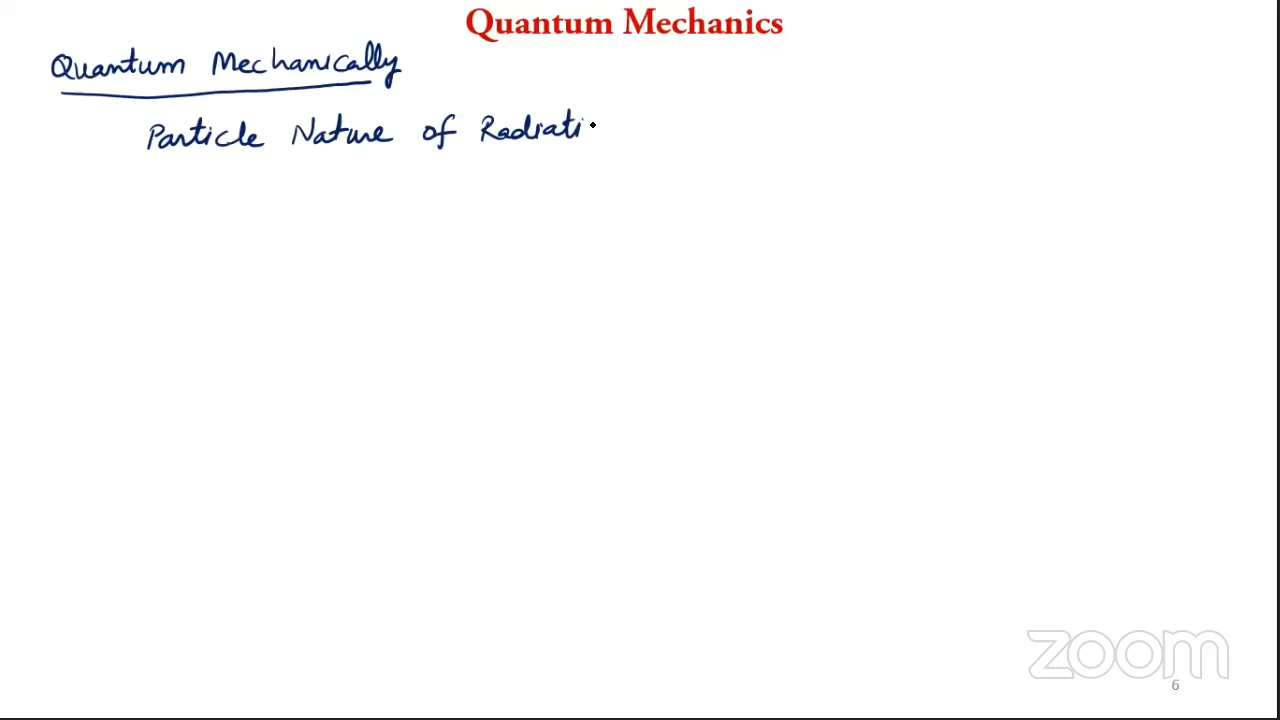 Quantum Mechanics
Quantum Mechanically
Particle Nature of Radiati
zoom
6